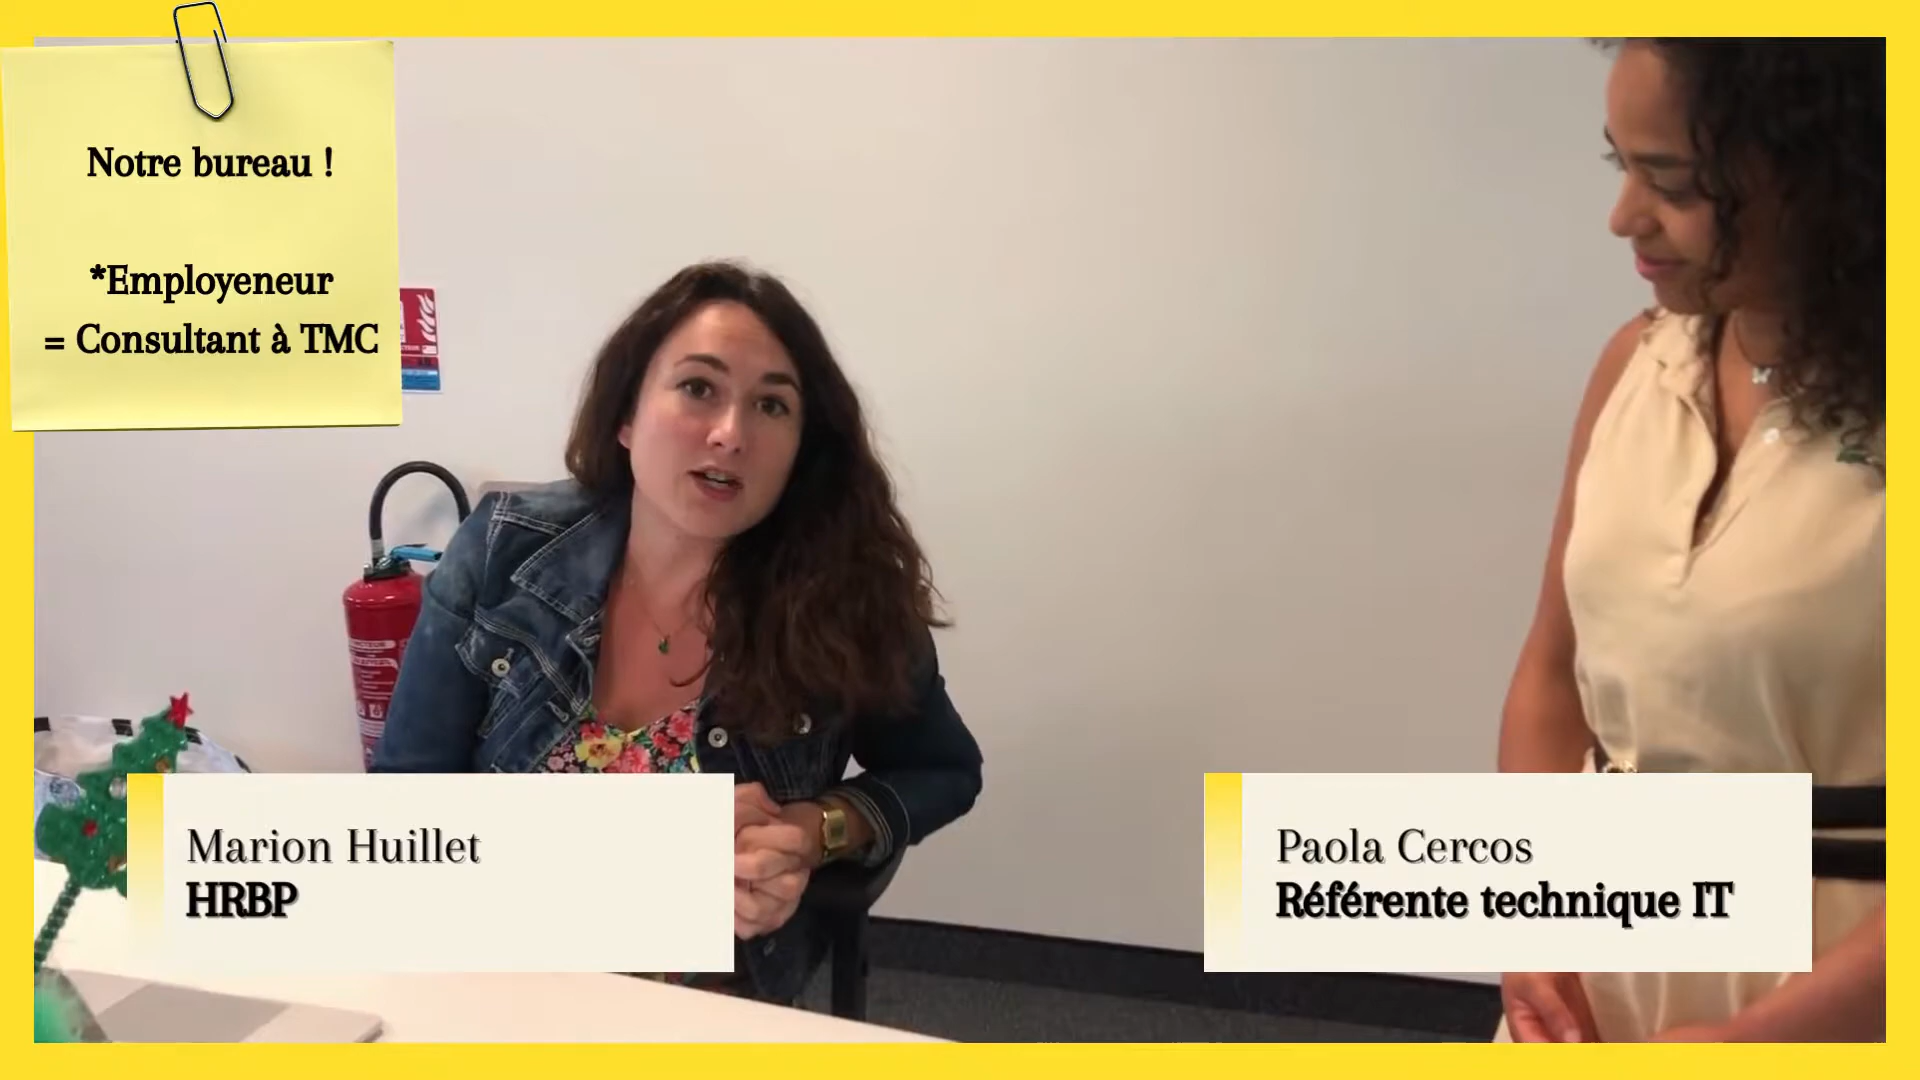 Notre bureau !
*Employeneur
= Consultant à TMC
Marion Huillet
HRBP
Paola Cercos
Référente technique IT